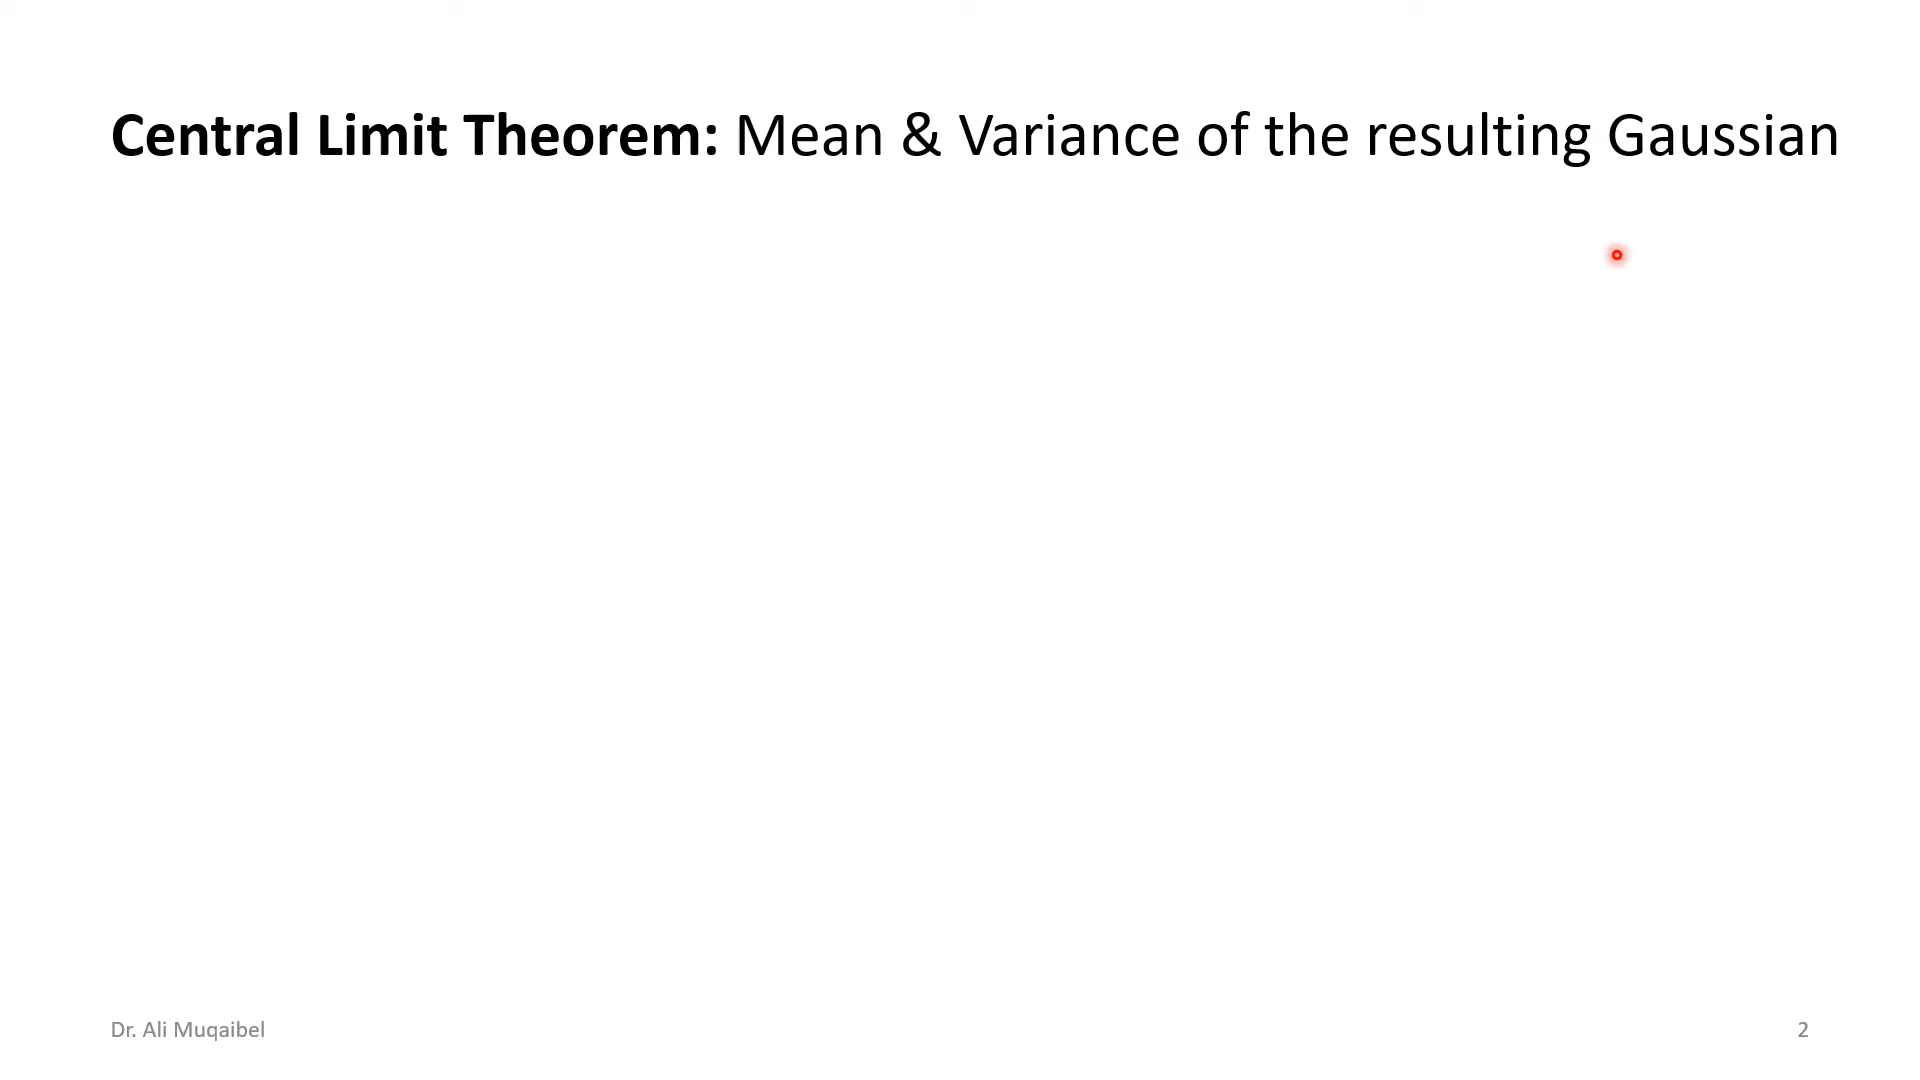 Central Limit Theorem: Mean & Variance of the resulting Gaussian
Dr. Ali Muqaibel
2